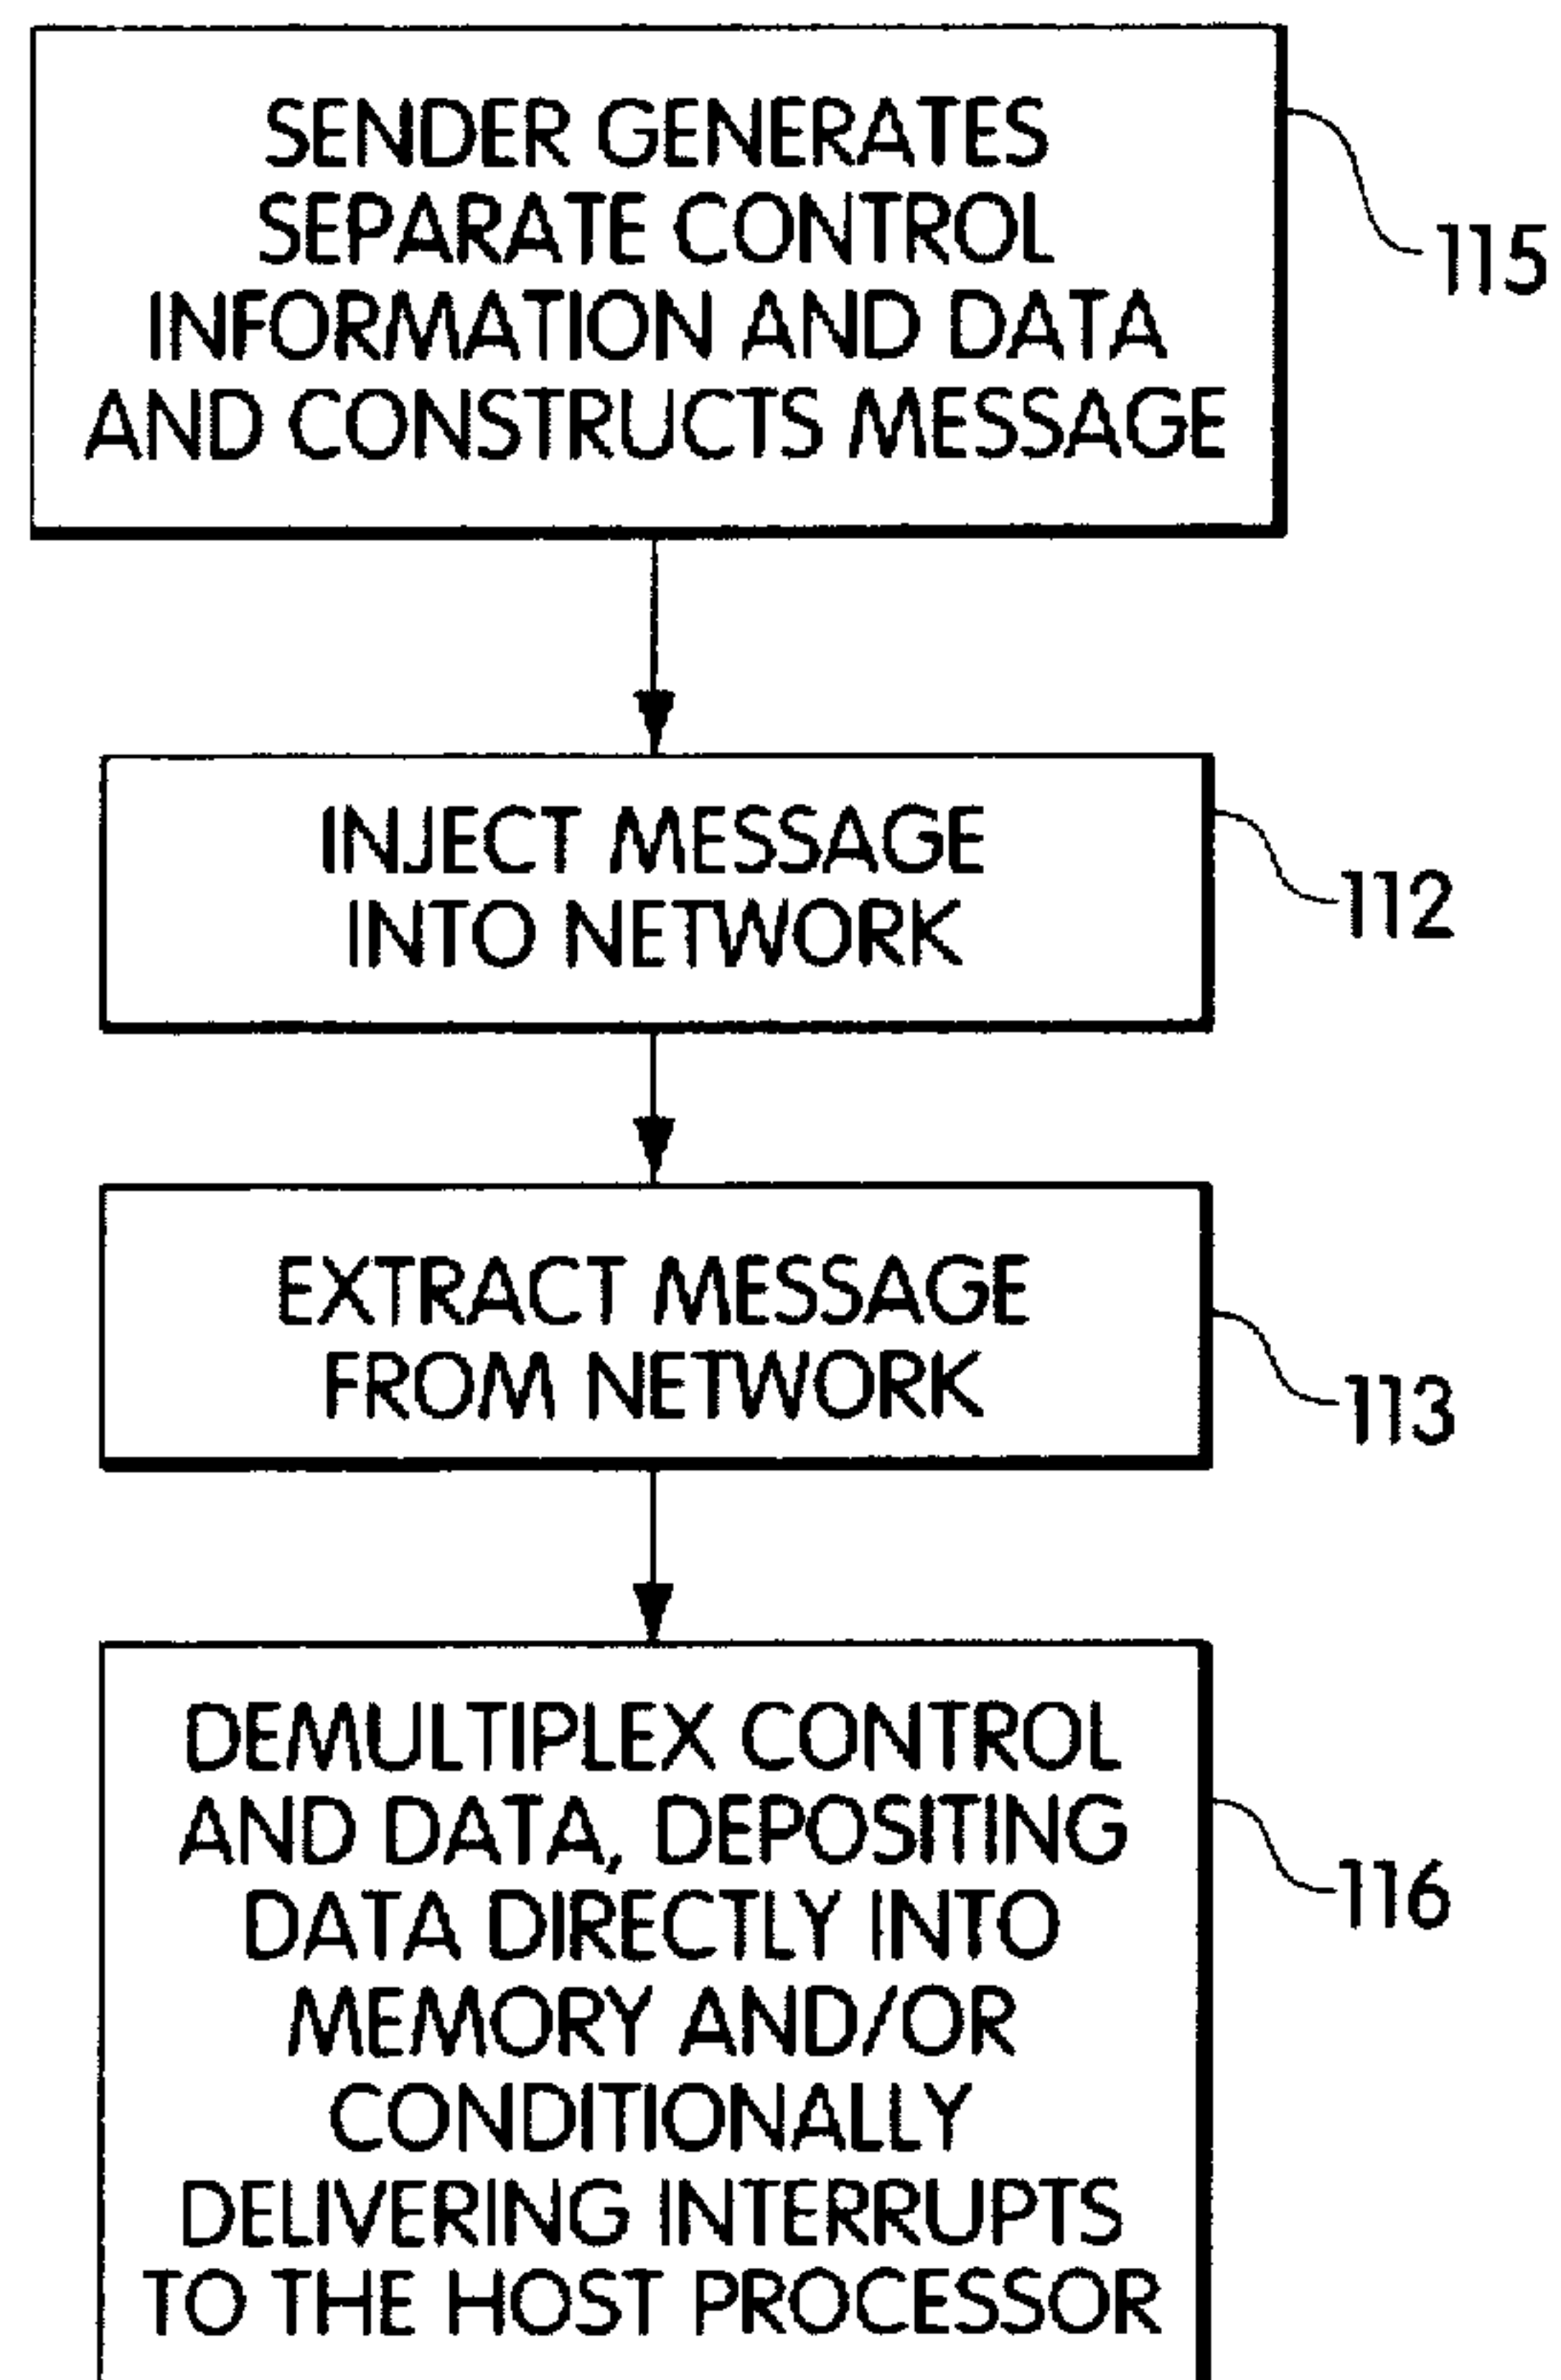 SENDER GENERATES
SEPARATE CONTROL
INFORMATION AND DATA
AND CONSTRUCTS MESSAGE
115
INJECT MESSAGE
INTO NETWORK
112
EXTRACT MESSAGE
FROM NETWORK
113
DEMULTIPLEX CONTROL
AND DATA, DEPOSITING
DATA DIRECTLY INTO
MEMORY AND/OR
CONDITIONALLY
DELIVERING INTERRUPTS
TO THE HOST PROCESSOR
116